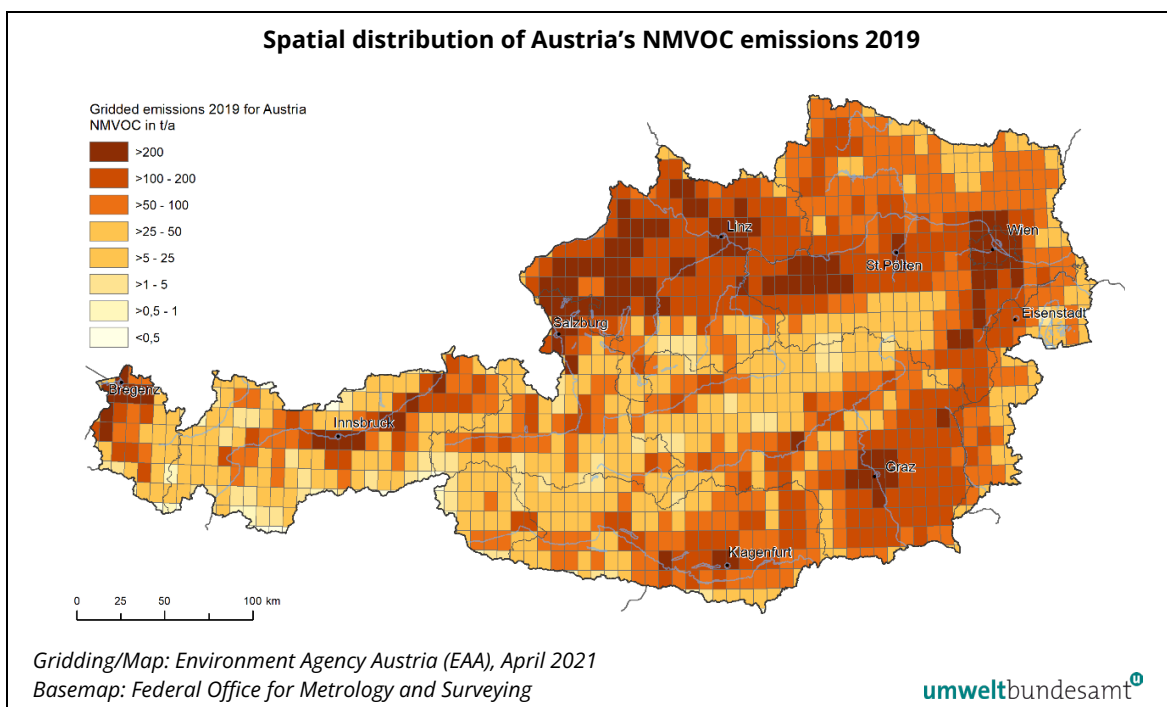 Spatial distribution of Austria's NMVOC emissions 2019
Gridded emissions 2019 for Austria
NMVOC in t/a
>200
>100 - 200
>50 - 100
>25 - 50
>5 - 25
>1 - 5
>0,5 - 1
<0,5
Linz
Wien
St.Pölten
Eisenstadt
Salzburg
Bregenz
Innsbruck
Graz
Klagenfurt
0 25 50 100 km
Gridding/Map: Environment Agency Austria (EAA), April 2021
Basemap: Federal Office for Metrology and Surveying
umweltbundesamt